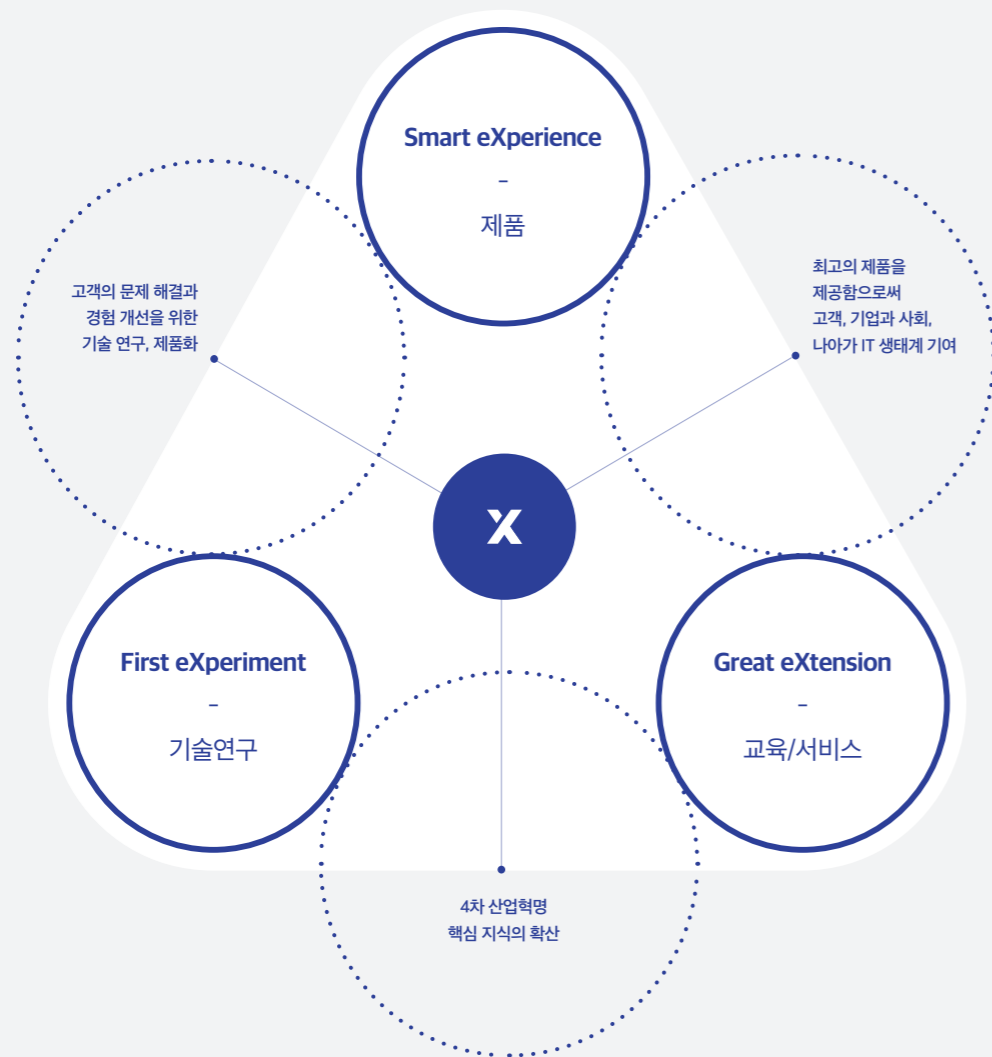 Smart eXperience
–
제품
고객의 문제 해결과
경험 개선을 위한
기술 연구, 제품화
최고의 제품을
제공함으로써
고객, 기업과 사회,
나아가 IT 생태계 기여
X
First eXperiment
–
기술연구
Great eXtension
–
교육/서비스
4차 산업혁명
핵심 지식의 확산